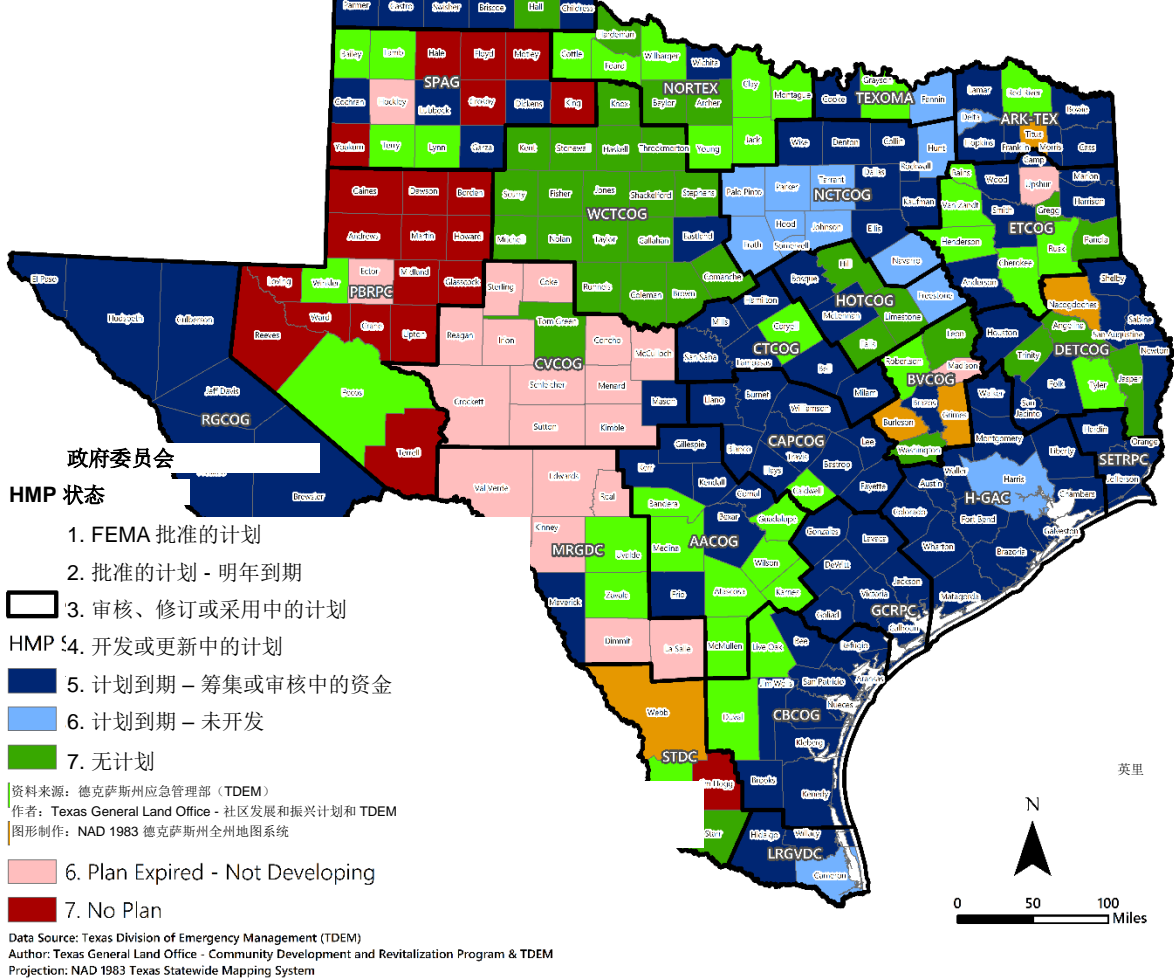 Parmer Castro Swisher Briscoe Hall Childress
Bailey Lamb Hale Floyd Motley Cottle Hardeman Foard Wilbarger Wichita
SPAG NORTEX TEXOMA ARK-TEX
Cochran Hockley Lubbock Crosby Dickens King Knox Baylor Archer Clay Montague Cooke Grayson Fannin Lamar Red River Bowie
Delta Titus Hopkins Franklin Morris Cass Camp
Yoakum Terry Lynn Garza Kent Stonewall Haskell Throckmorton Young Jack Wise Denton Collin Hunt Rockwall
Gaines Dawson Borden Scurry Fisher Jones Shackelford Stephens Palo Pinto Parker Tarrant Dallas Kaufman Rains Wood Upshur Marion Harrison
WCTCOG NCTCOG ETCOG
Andrews Martin Howard Mitchell Nolan Taylor Callahan Eastland Erath Hood Somervell Johnson Ellis Van Zandt Smith Gregg Henderson Rusk Panola
El Paso Hudspeth Culberson Loving Winkler Ector Midland Glasscock Sterling Coke Runnels Coleman Brown Comanche Bosque Hill Navarro Freestone Anderson Cherokee Nacogdoches Shelby
PBRPC HOTCOG
Reeves Ward Crane Upton Reagan Irion Tom Green Concho McCulloch San Saba Mills Hamilton Coryell McLennan Limestone Falls Leon Houston Angelina San Augustine Sabine Newton
CVCOG CTCOG BVCOG DETCOG
Jeff Davis Pecos Crockett Schleicher Menard Mason Llano Burnet Lampasas Bell Milam Robertson Madison Trinity Polk Tyler Jasper
RGCOG
Terrell Sutton Kimble Gillespie Blanco Williamson Travis Lee Burleson Brazos Grimes Walker San Jacinto Hardin Orange
CAPCOG SETRPC
Brewster Val Verde Edwards Real Kerr Kendall Hays Bastrop Fayette Washington Montgomery Liberty Jefferson
H-GAC
Kinney Uvalde Bandera Medina Comal Bexar Guadalupe Caldwell Gonzales Lavaca Colorado Austin Waller Harris Chambers Galveston Fort Bend Brazoria Wharton Matagorda
MRGDC AACOG
Maverick Zavala Frio Atascosa Wilson Karnes DeWitt Victoria Jackson Goliad Calhoun
GCRPC
Dimmit La Salle McMullen Live Oak Bee Refugio Aransas San Patricio Nueces Jim Wells Kleberg
Webb Duval
STDC CBCOG
m Hogg Brooks Kenedy
Starr Hidalgo Willacy Cameron
LRGVDC
政府委员会
HMP 状态
1. FEMA 批准的计划
2. 批准的计划 - 明年到期
3. 审核、修订或采用中的计划
HMP S4. 开发或更新中的计划
5. 计划到期 – 筹集或审核中的资金
6. 计划到期 – 未开发
7. 无计划
资料来源：德克萨斯州应急管理部（TDEM）
作者：Texas General Land Office - 社区发展和振兴计划和 TDEM
图形制作：NAD 1983 德克萨斯州全州地图系统
6. Plan Expired - Not Developing
7. No Plan
Data Source: Texas Division of Emergency Management (TDEM)
Author: Texas General Land Office - Community Development and Revitalization Program & TDEM
Projection: NAD 1983 Texas Statewide Mapping System
英里
N
0 50 100
Miles